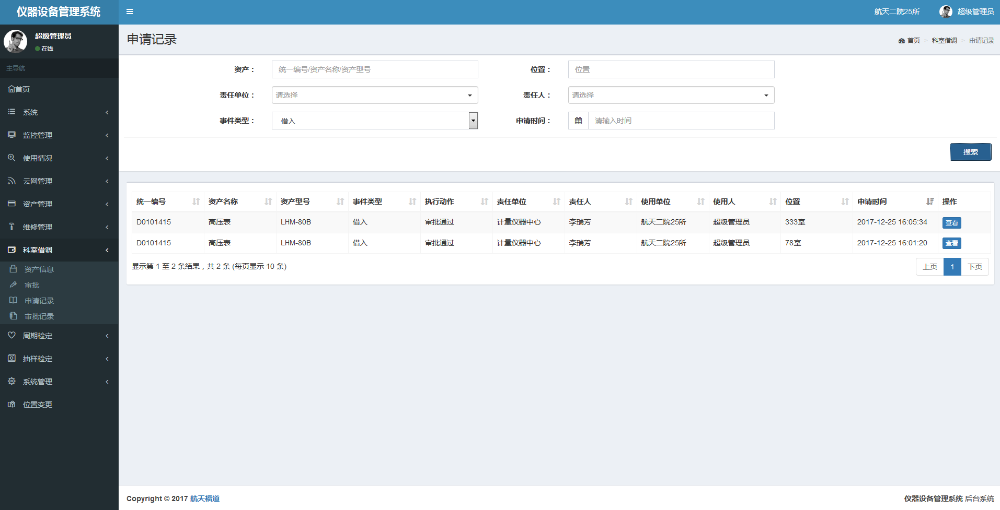 仪器设备管理系统
航天二院25所
超级管理员
超级管理员
在线
主导航
首页
系统
监控管理
使用情况
云网管理
资产管理
维修管理
科室借调
资产信息
审批
申请记录
审批记录
周期检定
抽样检定
系统管理
位置变更
申请记录
首页 > 科室借调 > 申请记录
资产： 统一编号/资产名称/资产型号 位置： 位置
责任单位： 请选择 责任人： 请选择
事件类型： 借入 申请时间： 请输入时间
搜索
统一编号 资产名称 资产型号 事件类型 执行动作 责任单位 责任人 使用单位 使用人 位置 申请时间 操作
D0101415 高压表 LHM-80B 借入 审批通过 计量仪器中心 李瑞芳 航天二院25所 超级管理员 333室 2017-12-25 16:05:34 查看
D0101415 高压表 LHM-80B 借入 审批通过 计量仪器中心 李瑞芳 航天二院25所 超级管理员 78室 2017-12-25 16:01:20 查看
显示第 1 至 2 条结果，共 2 条 (每页显示 10 条)
上页 1 下页
Copyright © 2017 航天福道
仪器设备管理系统 后台系统